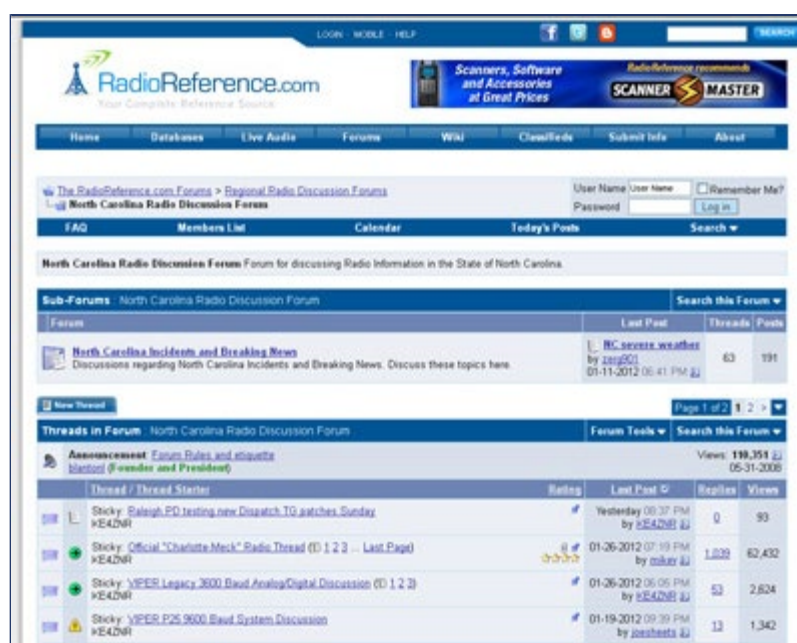 LOGIN · MOBILE · HELP
SEARCH
RadioReference.com
Your Complete Reference Source
Scanners, Software
and Accessories
at Great Prices
RadioReference recommends
SCANNER MASTER
Home Databases Live Audio Forums Wiki Classifieds Submit Info About
The RadioReference.com Forums > Regional Radio Discussion Forums
North Carolina Radio Discussion Forum
User Name User Name Remember Me?
Password Log in
FAQ Members List Calendar Today's Posts Search
North Carolina Radio Discussion Forum Forum for discussing Radio Information in the State of North Carolina.
Sub-Forums : North Carolina Radio Discussion Forum Search this Forum
Forum Last Post Threads Posts
North Carolina Incidents and Breaking News
Discussions regarding North Carolina Incidents and Breaking News. Discuss these topics here.
NC severe weather
by zerg901
01-11-2012 06:41 PM
63 191
New Thread
Page 1 of 2 1 2 >
Threads in Forum : North Carolina Radio Discussion Forum Forum Tools Search this Forum
Announcement: Forum Rules and etiquette
blantonl (Founder and President)
Views: 110,351
05-31-2008
Thread / Thread Starter Rating Last Post Replies Views
Sticky: Raleigh PD testing new Dispatch TG patches Sunday
KE4ZNR
Yesterday 08:37 PM
by KE4ZNR
0 93
Sticky: Official "Charlotte Meck" Radio Thread ( 1 2 3 ... Last Page)
KE4ZNR
01-26-2012 07:19 PM
by mikey
1,039 62,432
Sticky: VIPER Legacy 3600 Baud Analog/Digital Discussion ( 1 2 3)
KE4ZNR
01-26-2012 06:05 PM
by KE4ZNR
53 2,624
Sticky: VIPER P25 9600 Baud System Discussion
KE4ZNR
01-19-2012 09:39 PM
by joesheets
13 1,342